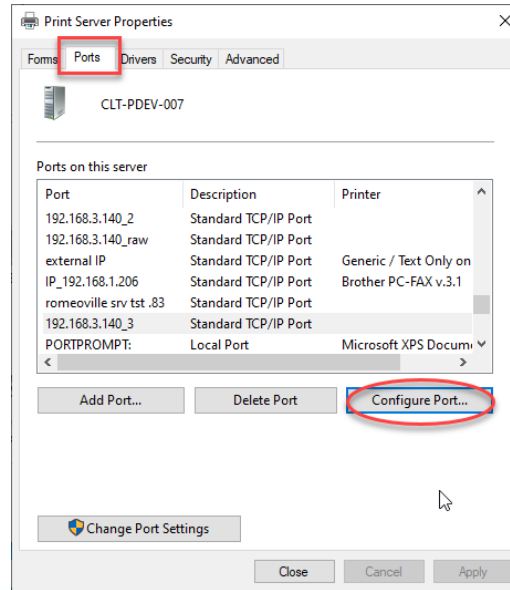 Print Server Properties
Forms Ports Drivers Security Advanced
CLT-PDEV-007
Ports on this server
Port Description Printer
192.168.3.140_2 Standard TCP/IP Port
192.168.3.140_raw Standard TCP/IP Port
external IP Standard TCP/IP Port Generic / Text Only on
IP_192.168.1.206 Standard TCP/IP Port Brother PC-FAX v.3.1
romeoville srv tst .83 Standard TCP/IP Port
192.168.3.140_3 Standard TCP/IP Port
PORTPROMPT: Local Port Microsoft XPS Docum
Add Port... Delete Port Configure Port...
Change Port Settings
Close Cancel Apply